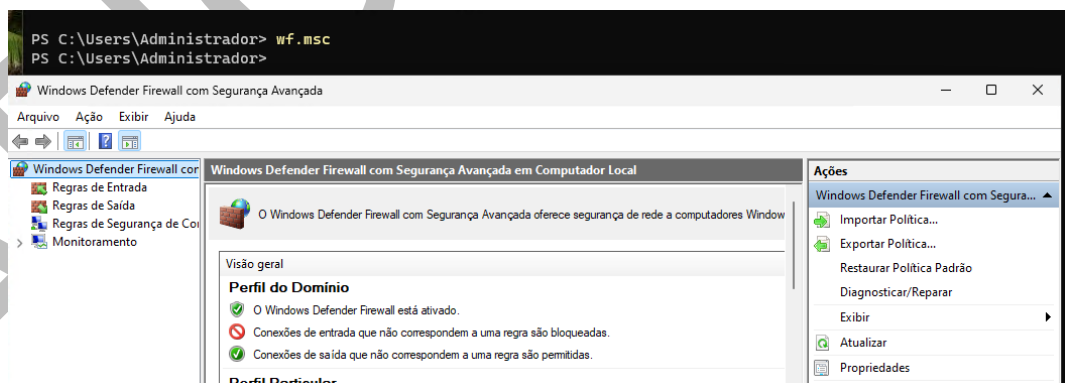 PS C:\Users\Administrador> wf.msc
PS C:\Users\Administrador>
Windows Defender Firewall com Segurança Avançada
Arquivo Ação Exibir Ajuda
Windows Defender Firewall cor
Regras de Entrada
Regras de Saída
Regras de Segurança de Co
Monitoramento
Windows Defender Firewall com Segurança Avançada em Computador Local
O Windows Defender Firewall com Segurança Avançada oferece segurança de rede a computadores Window
Visão geral
Perfil do Domínio
O Windows Defender Firewall está ativado.
Conexões de entrada que não correspondem a uma regra são bloqueadas.
Conexões de saída que não correspondem a uma regra são permitidas.
Perfil Particular
Ações
Windows Defender Firewall com Segura...
Importar Política...
Exportar Política...
Restaurar Política Padrão
Diagnosticar/Reparar
Exibir
Atualizar
Propriedades